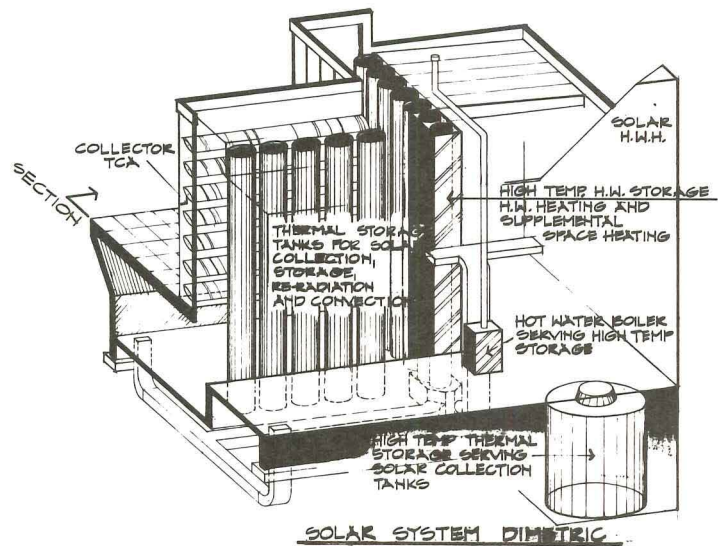 SOLAR
H.W.H.
COLLECTOR
TCA
SECTION
HIGH TEMP. H.W. STORAGE
H.W. HEATING AND
SUPPLEMENTAL
SPACE HEATING
THERMAL STORAGE
TANKS FOR SOLAR
COLLECTION,
STORAGE,
RE-RADIATION
AND CONVECTION
HOT WATER BOILER
SERVING HIGH TEMP
STORAGE
HIGH TEMP THERMAL
STORAGE SERVING
SOLAR COLLECTION
TANKS
SOLAR SYSTEM DIMETRIC